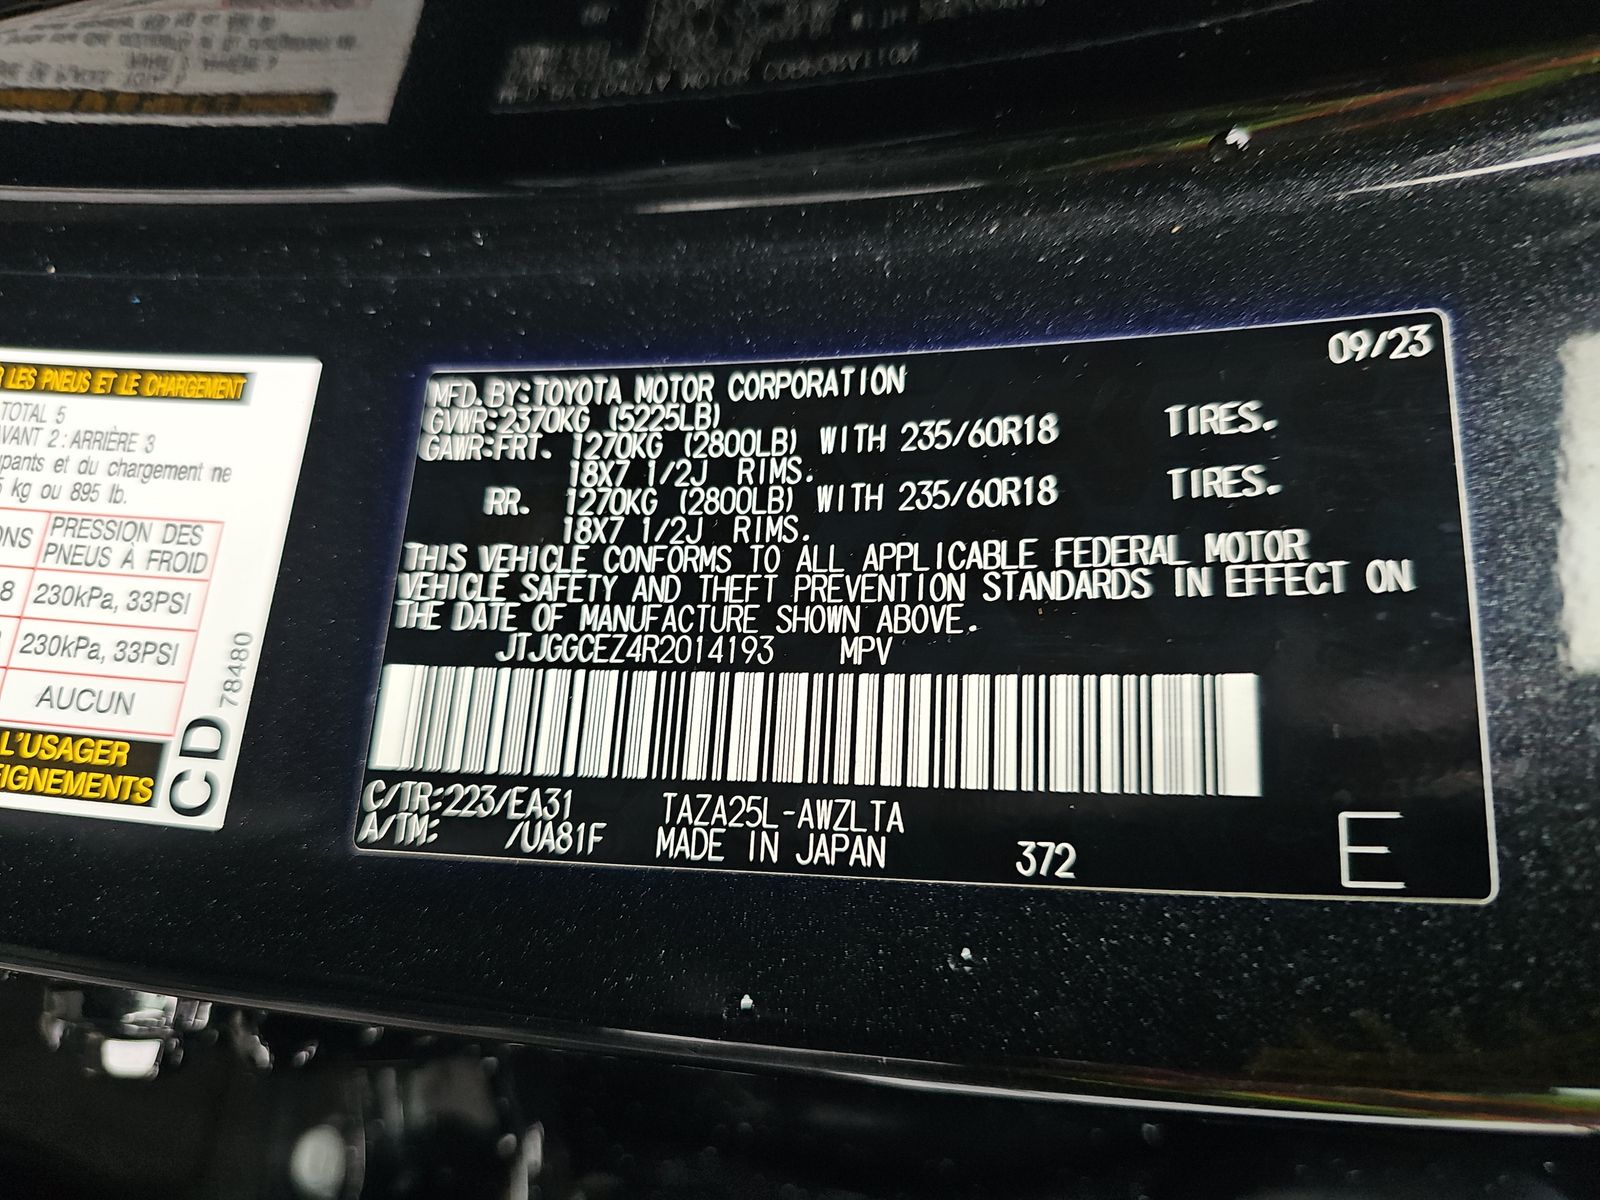 LES PNEUS ET LE CHARGEMENT
TOTAL 5
AVANT 2 : ARRIÈRE 3
et du chargement ne
kg ou 895 lb.
PRESSION DES
PNEUS À FROID
8 230kPa, 33PSI
230kPa, 33PSI
AUCUN
L'USAGER
CD 78480
09/23
MFD. BY: TOYOTA MOTOR CORPORATION
GVWR: 2370KG (5225LB)
GAWR: FRT. 1270KG (2800LB) WITH 235/60R18 TIRES.
18X7 1/2J RIMS.
RR. 1270KG (2800LB) WITH 235/60R18 TIRES.
18X7 1/2J RIMS.
THIS VEHICLE CONFORMS TO ALL APPLICABLE FEDERAL MOTOR
VEHICLE SAFETY AND THEFT PREVENTION STANDARDS IN EFFECT ON
THE DATE OF MANUFACTURE SHOWN ABOVE.
JTJGGCEZ4R2014193 MPV
C/TR: 223/EA31 TAZA25L-AWZLTA
A/TM: /UA81F MADE IN JAPAN 372
E